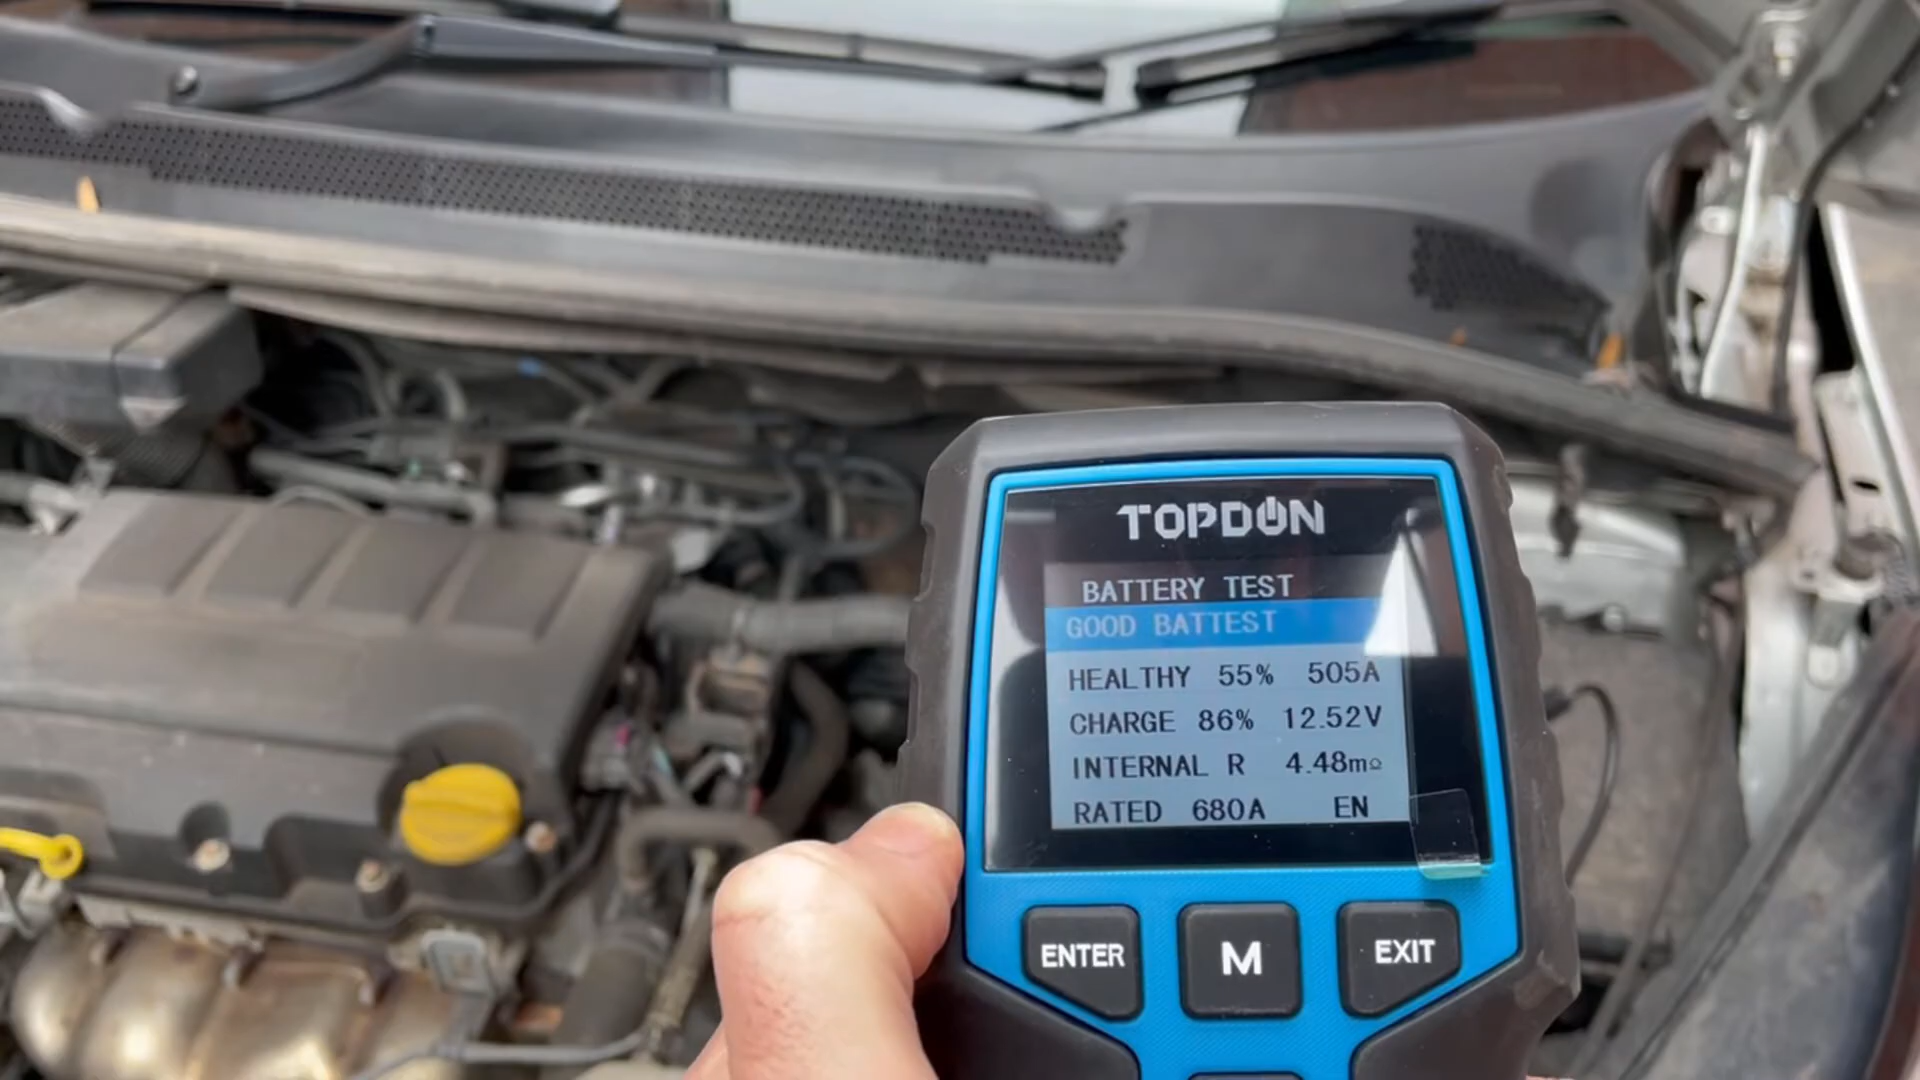 TOPDON
BATTERY TEST
GOOD BATTEST
HEALTHY 55% 505A
CHARGE 86% 12.52V
INTERNAL R 4.48mΩ
RATED 680A EN
ENTER M EXIT